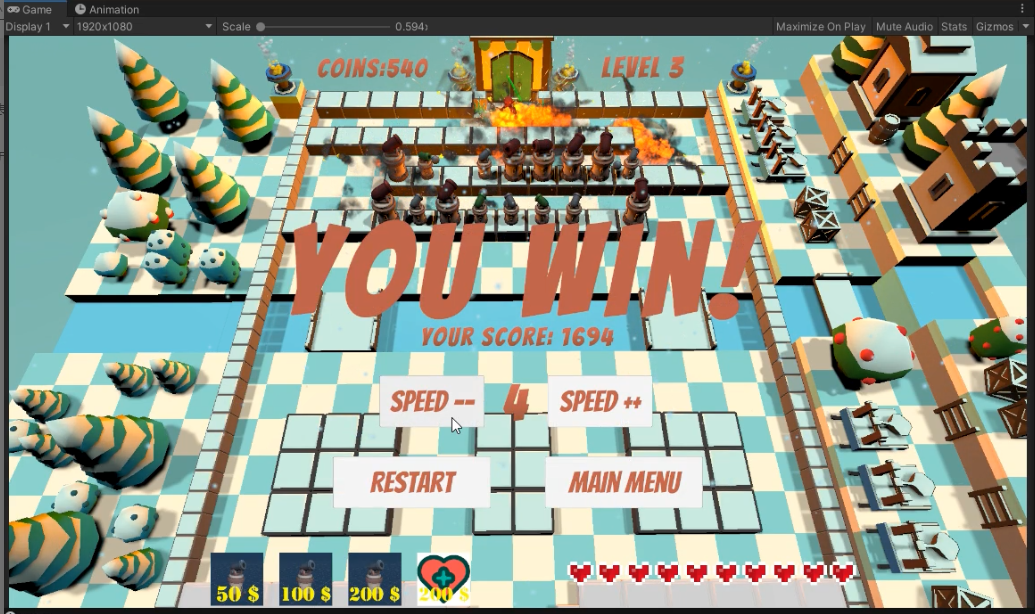 Game Animation
Display 1 1920x1080 Scale 0.594x Maximize On Play Mute Audio Stats Gizmos
COINS:540 LEVEL 3
YOU WIN!
YOUR SCORE: 1694
SPEED -- 4 SPEED ++
RESTART MAIN MENU
50 $ 100 $ 200 $ 200 $